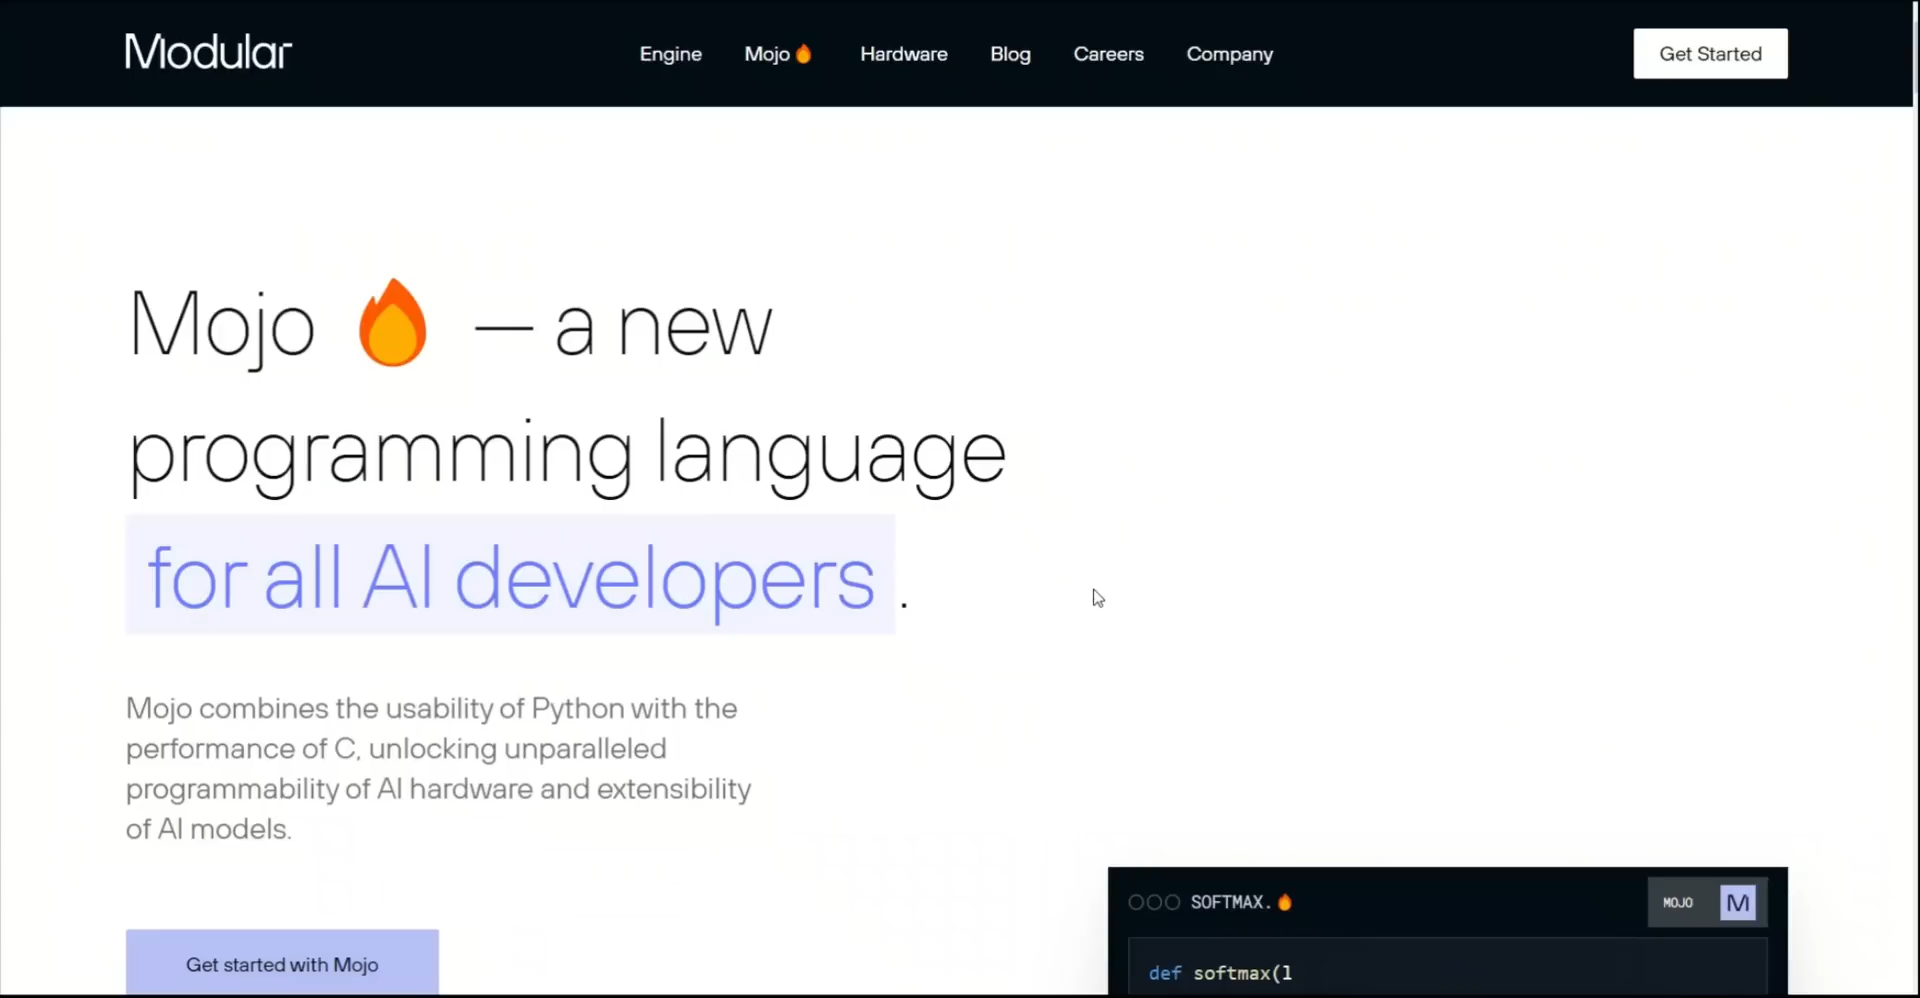 Modular
Engine
Mojo🔥
Hardware
Blog
Careers
Company
Get Started
Mojo 🔥 — a new
programming language
for all AI developers .
Mojo combines the usability of Python with the
performance of C, unlocking unparalleled
programmability of AI hardware and extensibility
of AI models.
Get started with Mojo
SOFTMAX.🔥
MOJO
M
def softmax(l